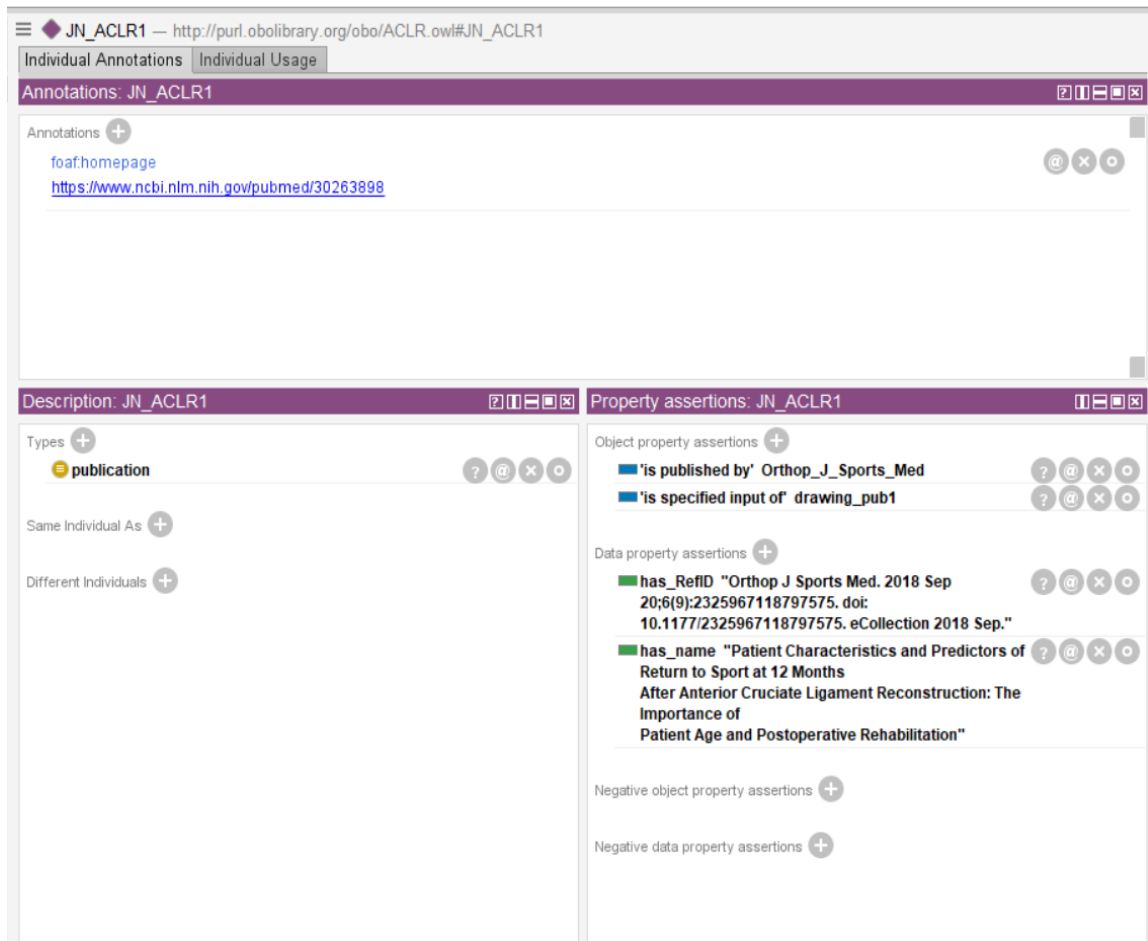 JN_ACLR1 — http://purl.obolibrary.org/obo/ACLR.owl#JN_ACLR1
Individual Annotations Individual Usage
Annotations: JN_ACLR1
Annotations
foaf:homepage
https://www.ncbi.nlm.nih.gov/pubmed/30263898
Description: JN_ACLR1
Types
publication
Same Individual As
Different Individuals
Property assertions: JN_ACLR1
Object property assertions
'is published by' Orthop_J_Sports_Med
'is specified input of' drawing_pub1
Data property assertions
has_RefID "Orthop J Sports Med. 2018 Sep
20;6(9):2325967118797575. doi:
10.1177/2325967118797575. eCollection 2018 Sep."
has_name "Patient Characteristics and Predictors of
Return to Sport at 12 Months
After Anterior Cruciate Ligament Reconstruction: The
Importance of
Patient Age and Postoperative Rehabilitation"
Negative object property assertions
Negative data property assertions